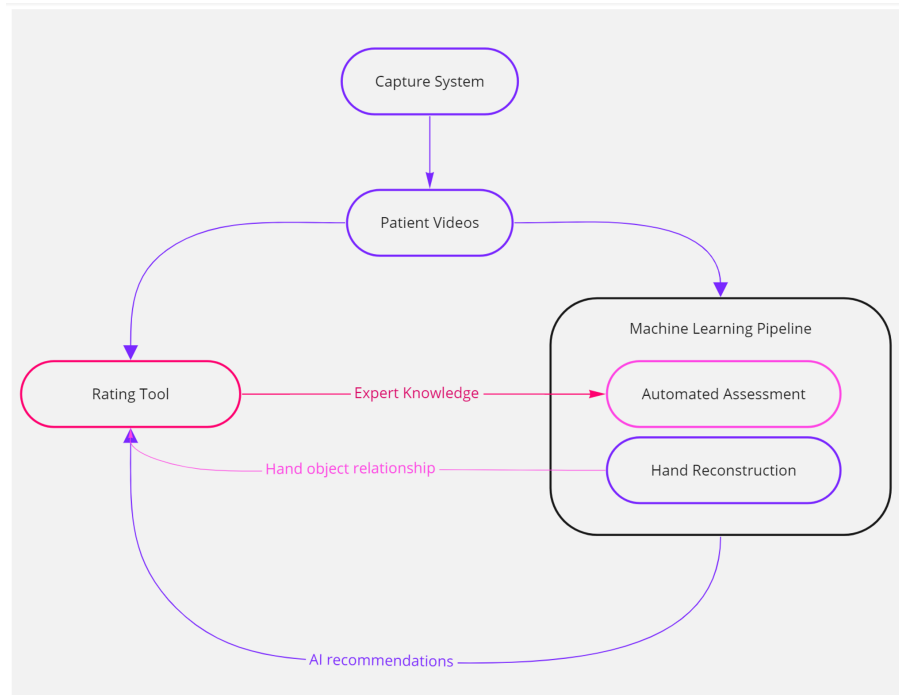 Capture System
Patient Videos
Machine Learning Pipeline
Rating Tool
Expert Knowledge
Automated Assessment
Hand object relationship
Hand Reconstruction
AI recommendations